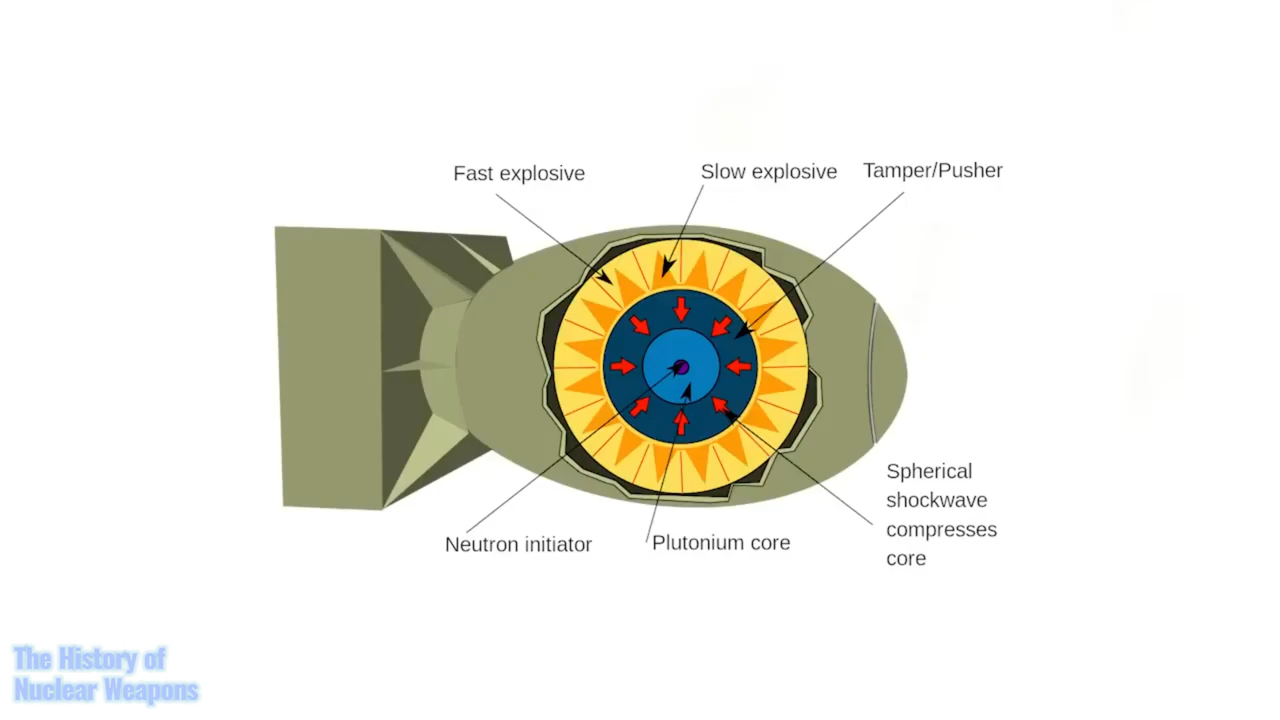 Fast explosive
Slow explosive
Tamper/Pusher
Neutron initiator
Plutonium core
Spherical
shockwave
compresses
core
The History of
Nuclear Weapons